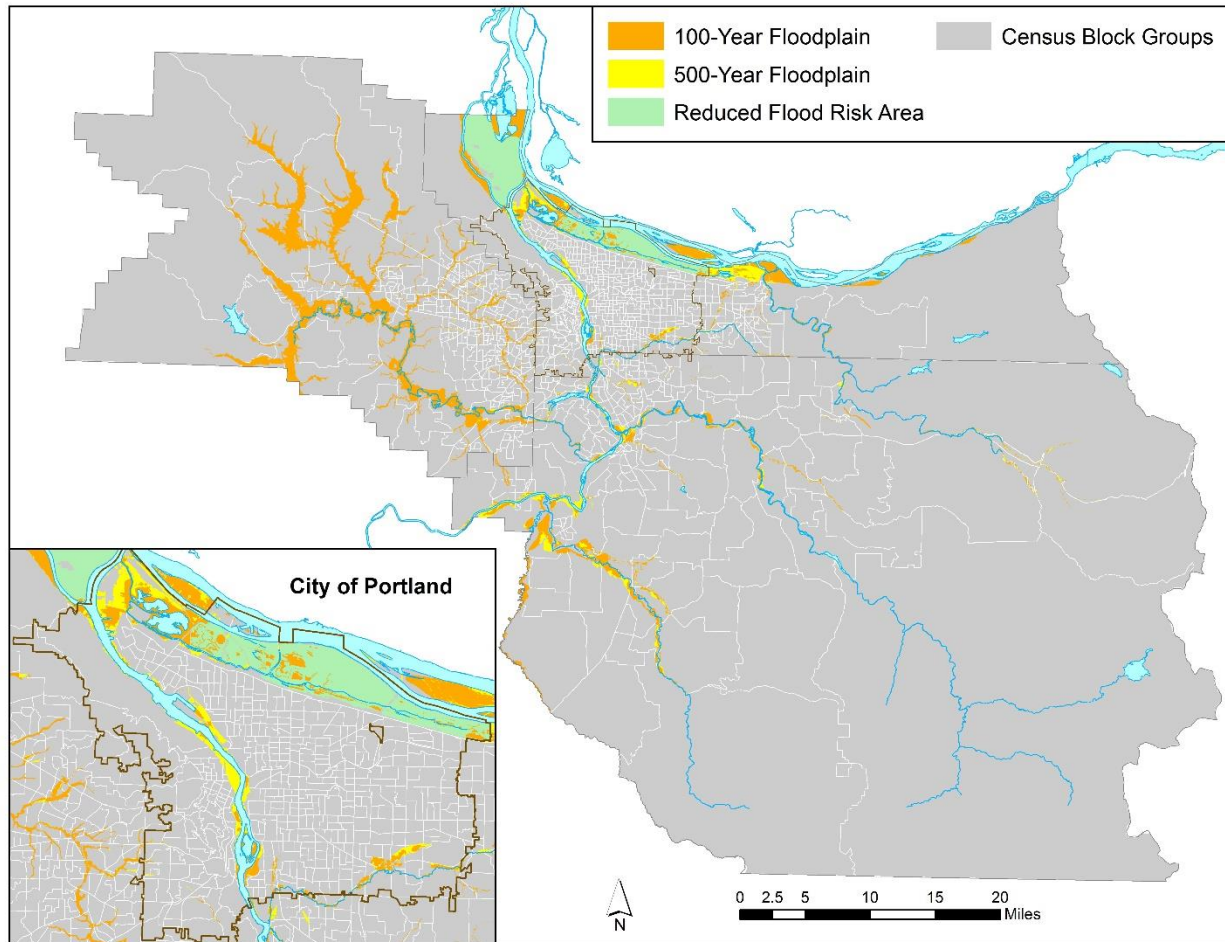 100-Year Floodplain
500-Year Floodplain
Reduced Flood Risk Area
Census Block Groups
City of Portland
N
0 2.5 5 10 15 20
Miles